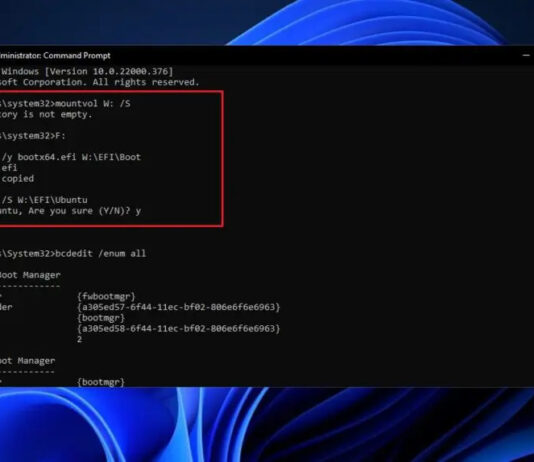 dministrator: Command Prompt
Windows [Version 10.0.22000.376]
soft Corporation. All rights reserved.
s\system32>mountvol W: /S
tory is not empty.
s\system32>F:
/y bootx64.efi W:\EFI\Boot
efi
copied
/S W:\EFI\Ubuntu
untu, Are you sure (Y/N)? y
s\System32>bcdedit /enum all
Boot Manager
------------
r {fwbootmgr}
der {a305ed57-6f44-11ec-bf02-806e6f6e6963}
{bootmgr}
{a305ed58-6f44-11ec-bf02-806e6f6e6963}
2
oot Manager
-----------
r {bootmgr}